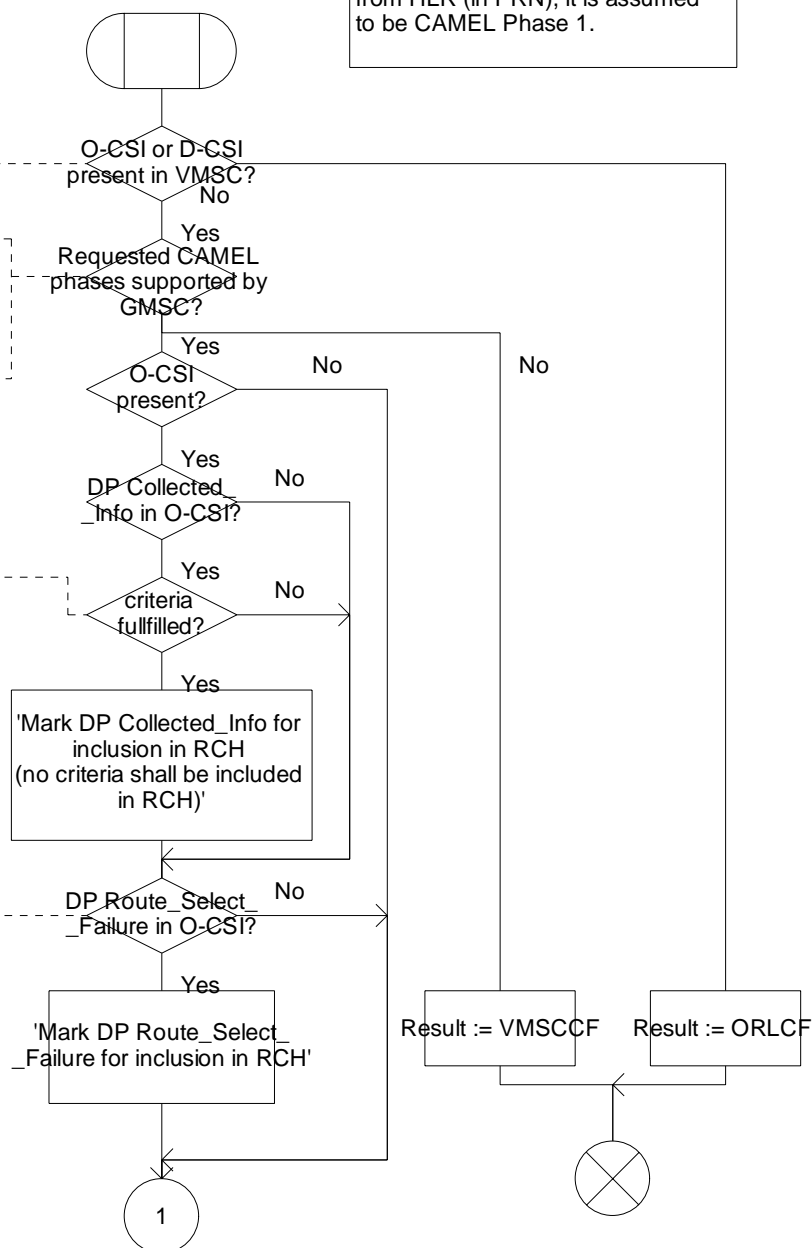 from HLR (in PRN), it is assumed
to be CAMEL Phase 1.
O-CSI or D-CSI
present in VMSC?
No
Yes
Requested CAMEL
phases supported by
GMSC?
Yes
No
No
O-CSI
present?
Yes
No
DP Collected_
_Info in O-CSI?
Yes
No
criteria
fullfilled?
Yes
'Mark DP Collected_Info for
inclusion in RCH
(no criteria shall be included
in RCH)'
DP Route_Select_
_Failure in O-CSI?
No
Yes
'Mark DP Route_Select_
_Failure for inclusion in RCH'
Result := VMSCCF
Result := ORLCF
1